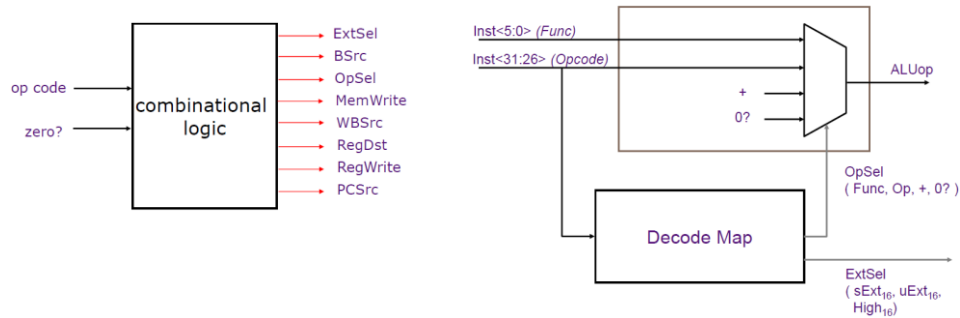 op code
zero?
combinational
logic
ExtSel
BSrc
OpSel
MemWrite
WBSrc
RegDst
RegWrite
PCSrc
Inst<5:0> (Func)
Inst<31:26> (Opcode)
+
0?
ALUop
OpSel
( Func, Op, +, 0? )
Decode Map
ExtSel
( sExt16, uExt16,
High16)